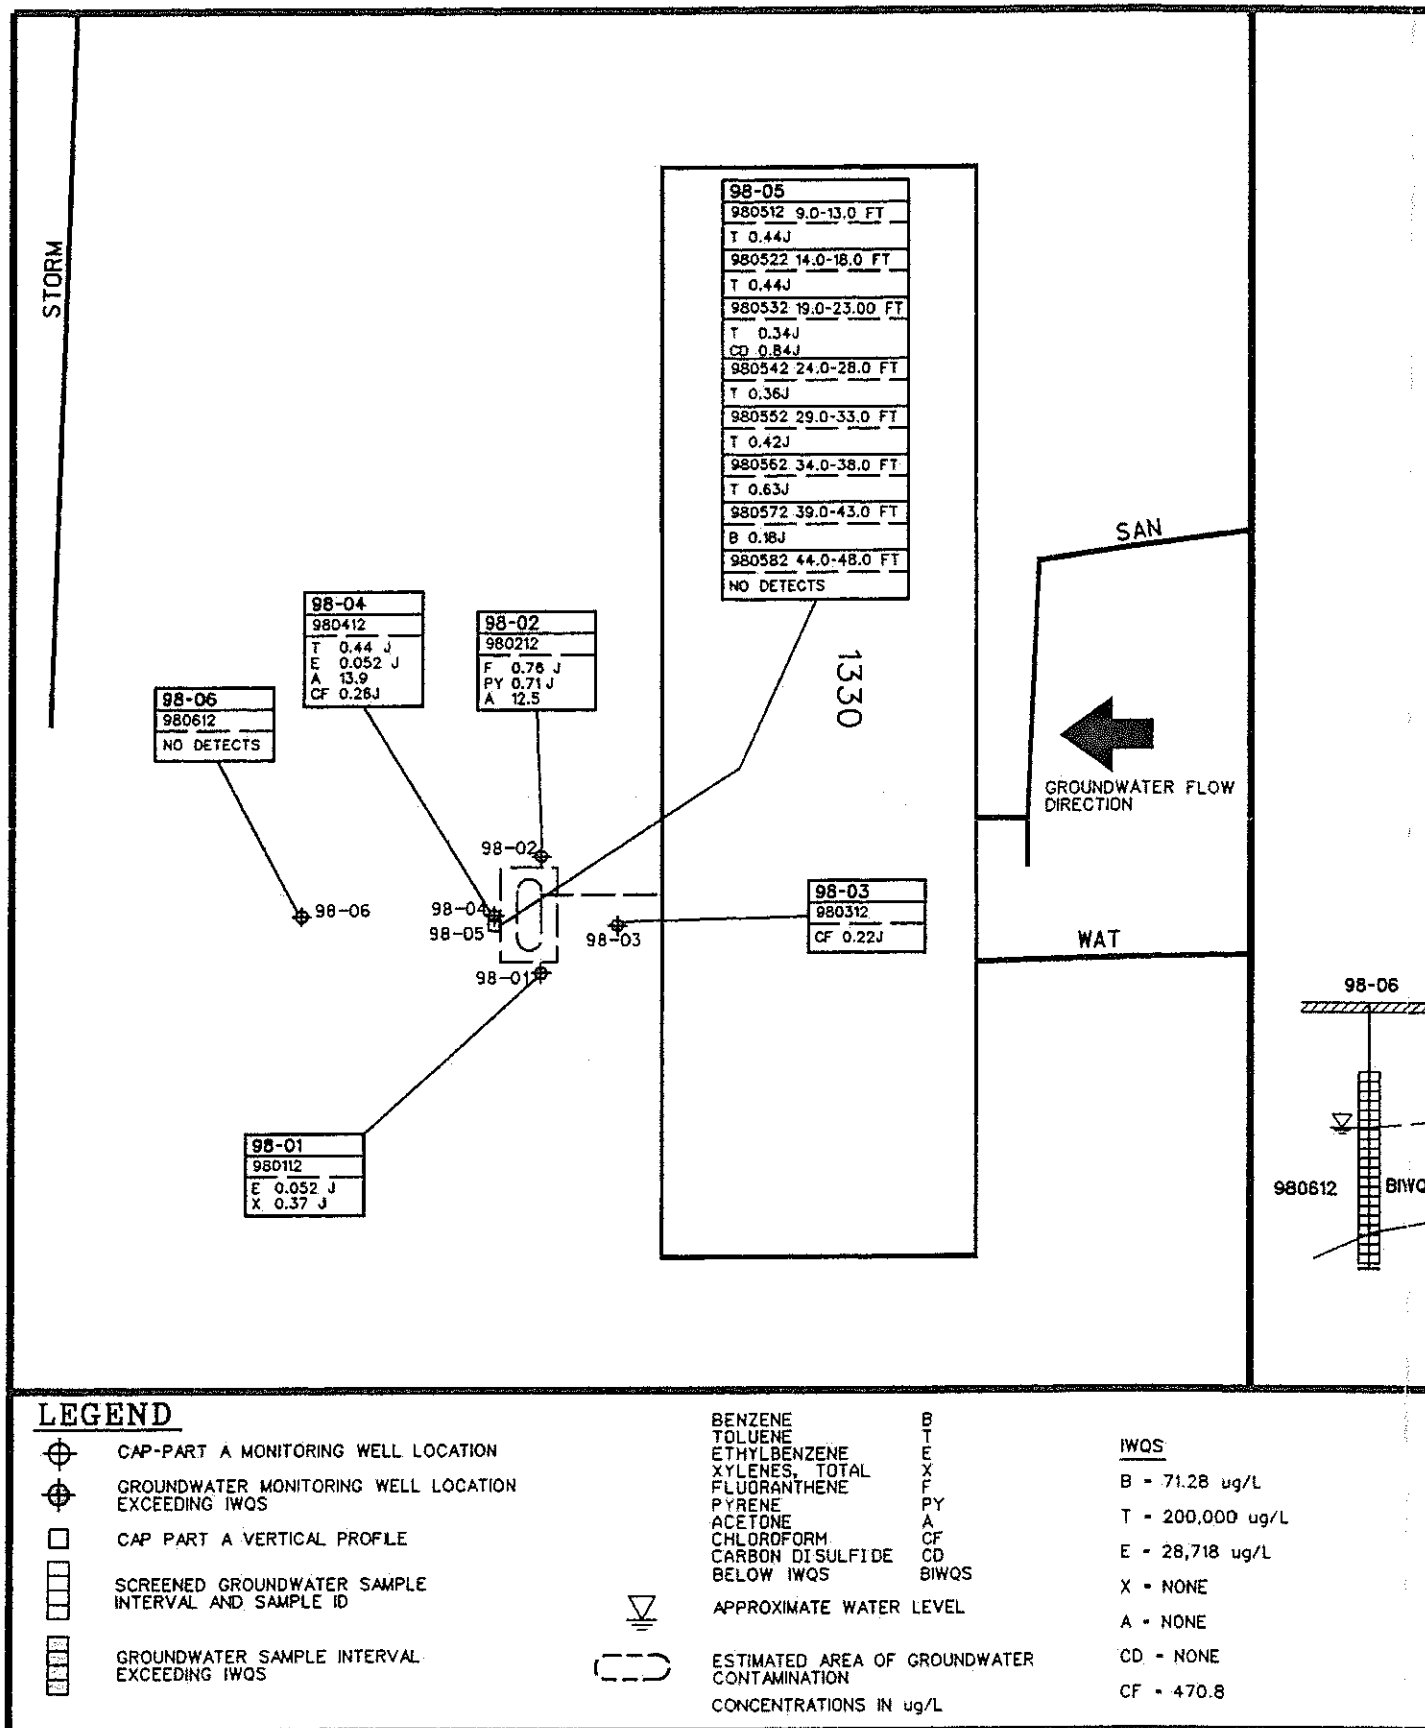 STORM
98-05
980512 9.0-13.0 FT
T 0.44J
980522 14.0-18.0 FT
T 0.44J
980532 19.0-23.00 FT
T 0.34J
CD 0.84J
980542 24.0-28.0 FT
T 0.36J
980552 29.0-33.0 FT
T 0.42J
980562 34.0-38.0 FT
T 0.63J
980572 39.0-43.0 FT
B 0.18J
980582 44.0-48.0 FT
NO DETECTS
SAN
98-04
980412
T 0.44 J
E 0.052 J
A 13.9
CF 0.26J
98-02
980212
F 0.76 J
PY 0.71 J
A 12.5
1330
98-06
980612
NO DETECTS
GROUNDWATER FLOW
DIRECTION
98-02
98-06
98-04
98-05
98-03
98-01
98-03
980312
CF 0.22J
WAT
98-06
980612
BIWQ
98-01
980112
E 0.052 J
X 0.37 J
LEGEND
CAP-PART A MONITORING WELL LOCATION
GROUNDWATER MONITORING WELL LOCATION
EXCEEDING IWQS
CAP PART A VERTICAL PROFILE
SCREENED GROUNDWATER SAMPLE
INTERVAL AND SAMPLE ID
GROUNDWATER SAMPLE INTERVAL
EXCEEDING IWQS
BENZENE B
TOLUENE T
ETHYLBENZENE E
XYLENES, TOTAL X
FLUORANTHENE F
PYRENE PY
ACETONE A
CHLOROFORM CF
CARBON DISULFIDE CD
BELOW IWQS BIWQS
APPROXIMATE WATER LEVEL
ESTIMATED AREA OF GROUNDWATER
CONTAMINATION
CONCENTRATIONS IN ug/L
IWQS
B - 71.28 ug/L
T - 200,000 ug/L
E - 28,718 ug/L
X - NONE
A - NONE
CD - NONE
CF - 470.8